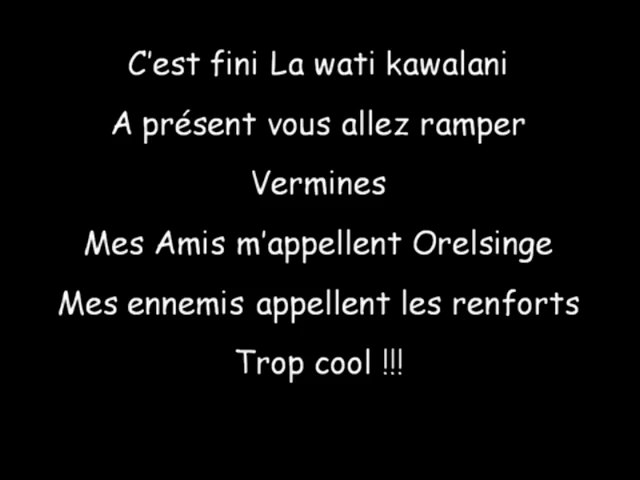 C'est fini La wati kawalani
A présent vous allez ramper
Vermines
Mes Amis m'appellent Orelsinge
Mes ennemis appellent les renforts
Trop cool !!!